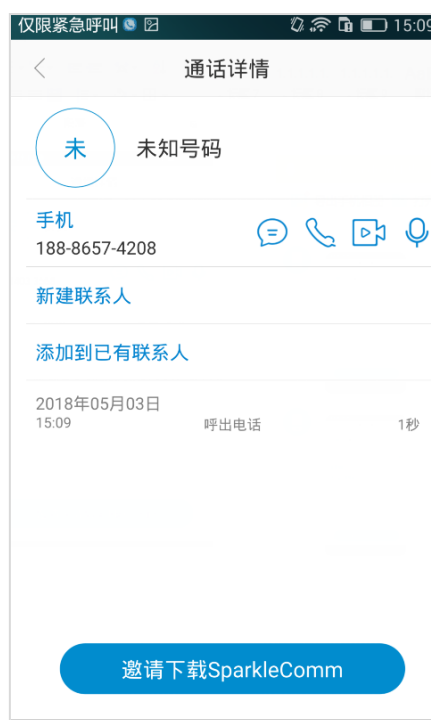 仅限紧急呼叫 15:09
通话详情
未 未知号码
手机
188-8657-4208
新建联系人
添加到已有联系人
2018年05月03日
15:09 呼出电话 1秒
邀请下载SparkleComm